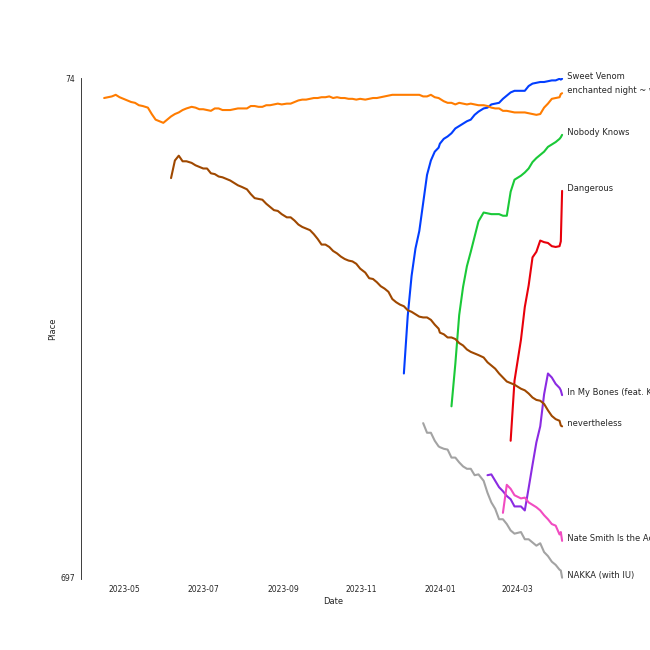 74
Sweet Venom
enchanted night ~
Nobody Knows
Dangerous
Place
In My Bones (feat.
nevertheless
Nate Smith Is the
697
NAKKA (with IU)
2023-05 2023-07 2023-09 2023-11 2024-01 2024-03
Date